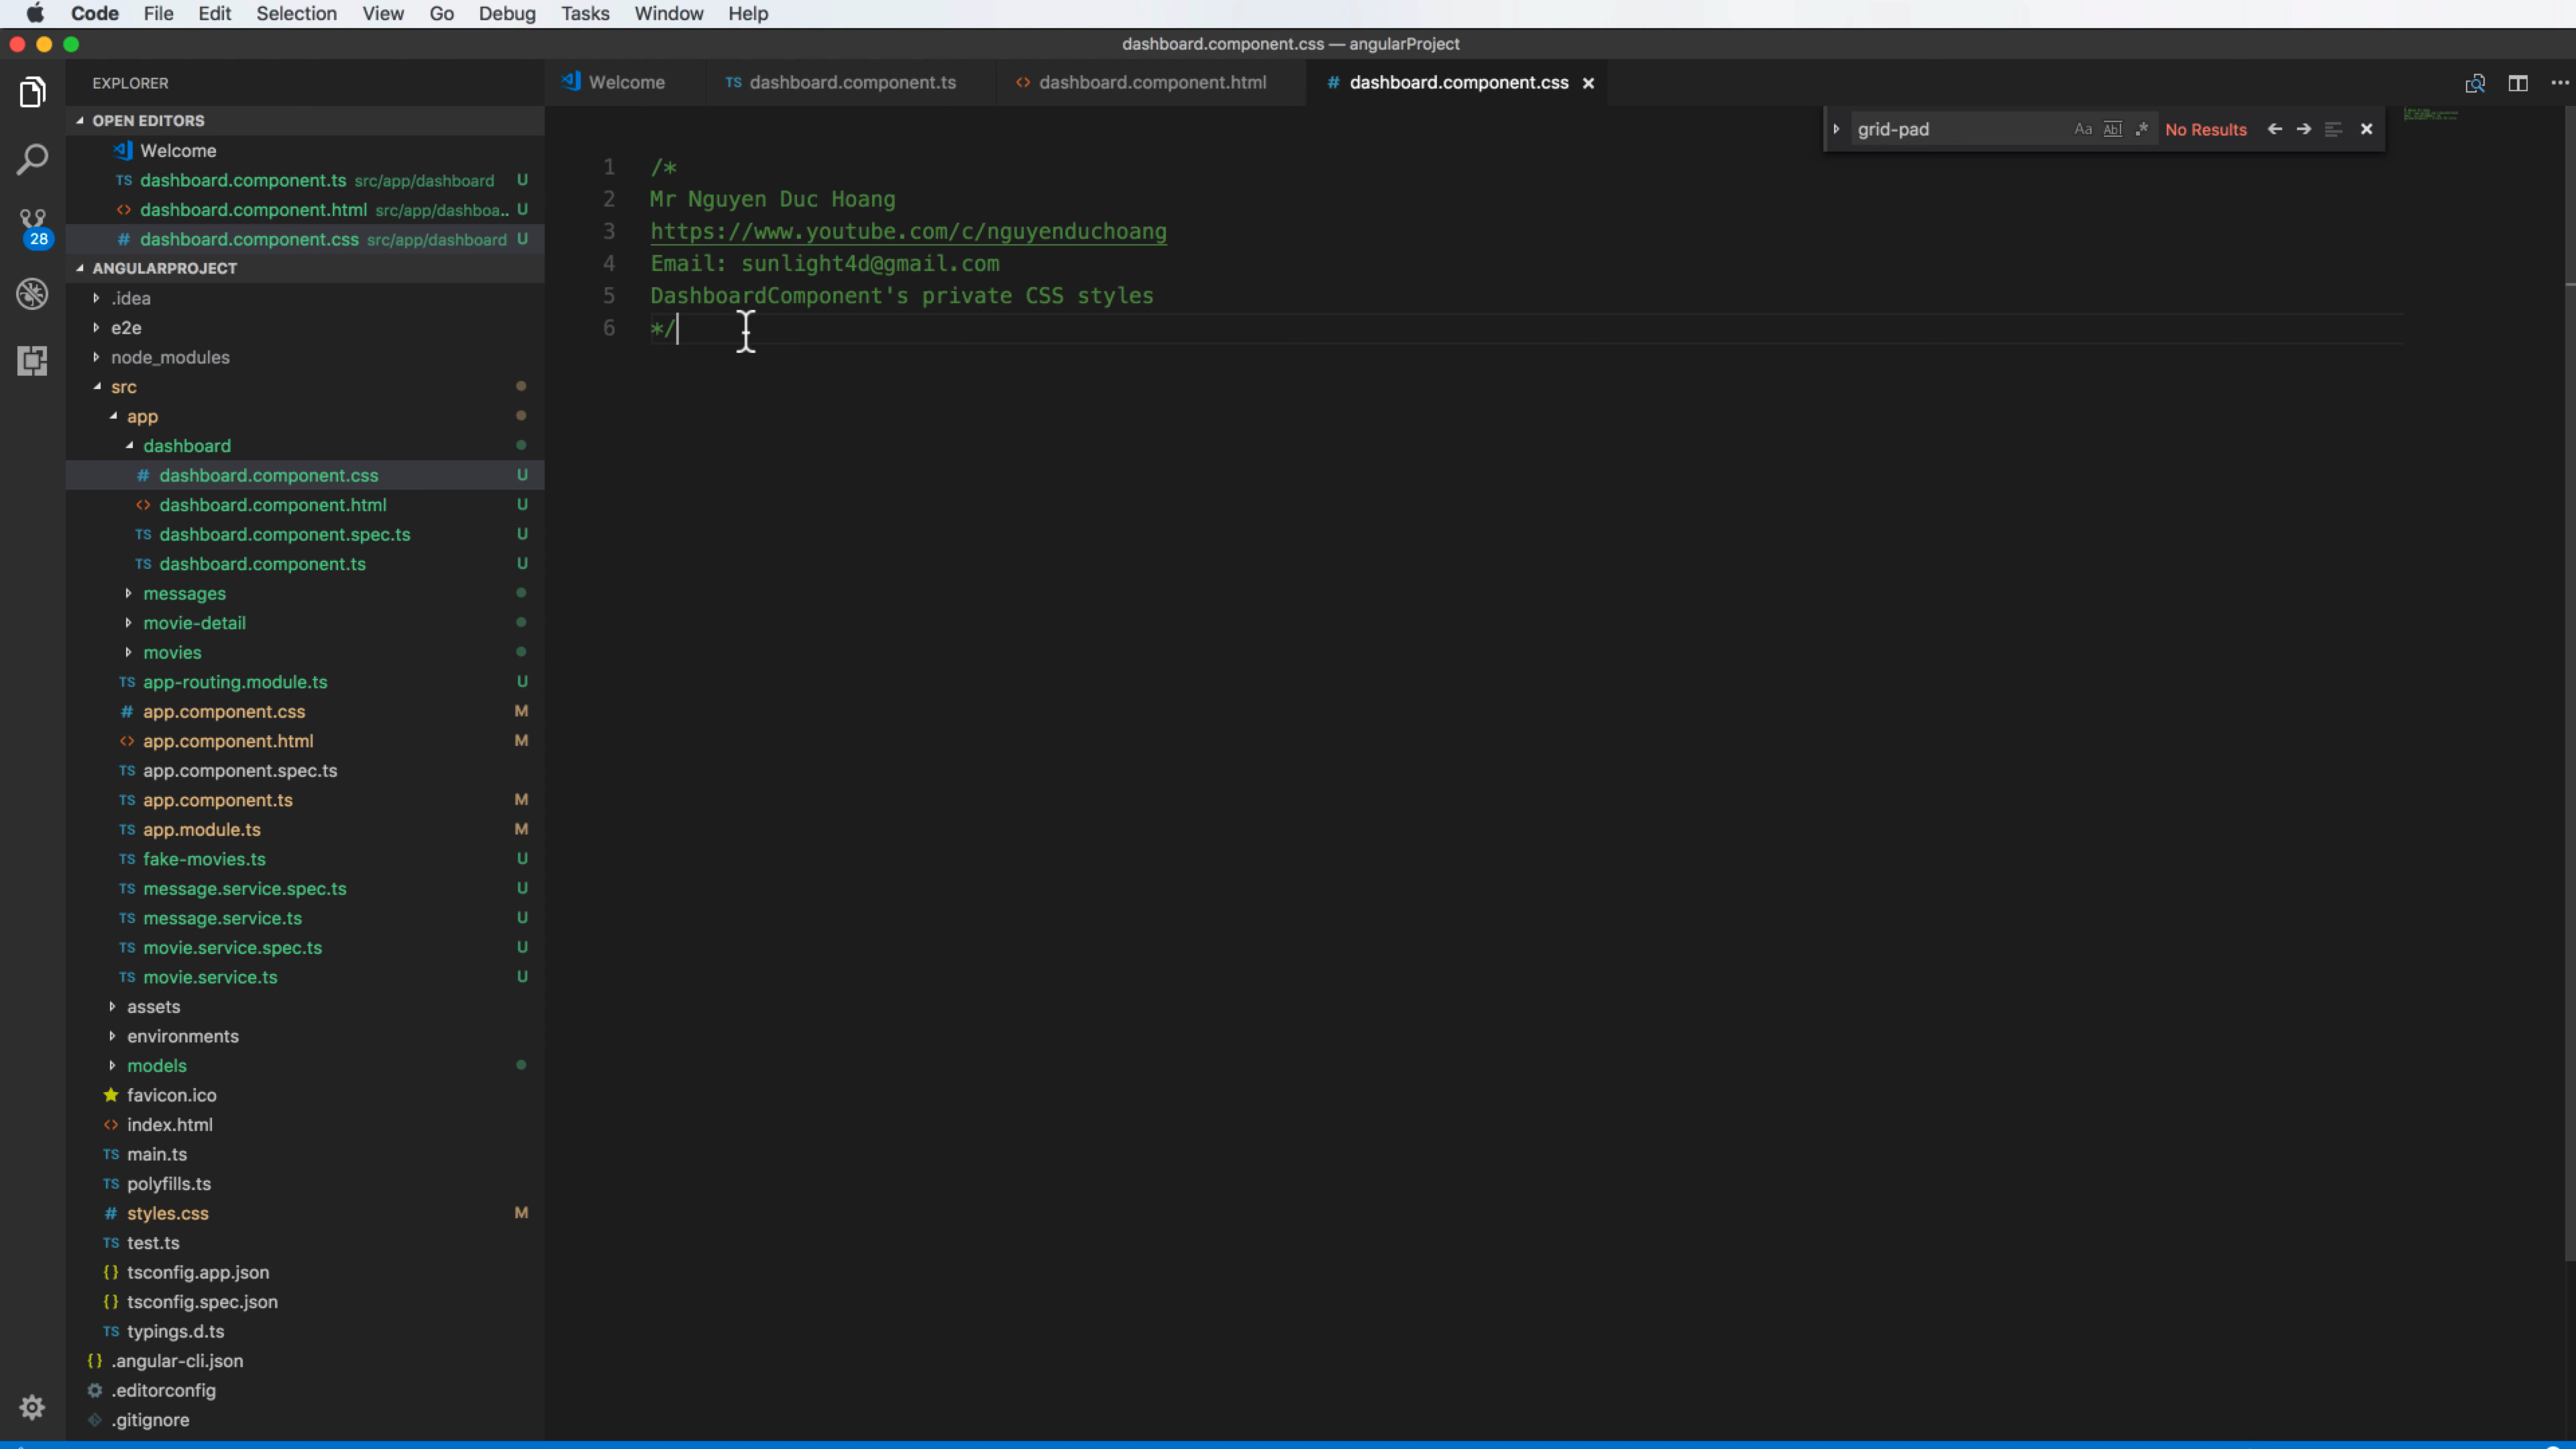 Code File Edit Selection View Go Debug Tasks Window Help
dashboard.component.css — angularProject
EXPLORER
Welcome
TS dashboard.component.ts
<> dashboard.component.html
# dashboard.component.css ×
OPEN EDITORS
Welcome
TS dashboard.component.ts src/app/dashboard U
<> dashboard.component.html src/app/dashboa.. U
# dashboard.component.css src/app/dashboard U
28
ANGULARPROJECT
.idea
e2e
node_modules
src
app
dashboard
# dashboard.component.css U
<> dashboard.component.html U
TS dashboard.component.spec.ts U
TS dashboard.component.ts U
messages
movie-detail
movies
TS app-routing.module.ts U
# app.component.css M
<> app.component.html M
TS app.component.spec.ts
TS app.component.ts M
TS app.module.ts M
TS fake-movies.ts U
TS message.service.spec.ts U
TS message.service.ts U
TS movie.service.spec.ts U
TS movie.service.ts U
assets
environments
models
favicon.ico
<> index.html
TS main.ts
TS polyfills.ts
# styles.css M
TS test.ts
{} tsconfig.app.json
{} tsconfig.spec.json
TS typings.d.ts
{} .angular-cli.json
.editorconfig
.gitignore
grid-pad Aa Abl .* No Results
1 /*
2 Mr Nguyen Duc Hoang
3 https://www.youtube.com/c/nguyenduchoang
4 Email: sunlight4d@gmail.com
5 DashboardComponent's private CSS styles
6 */